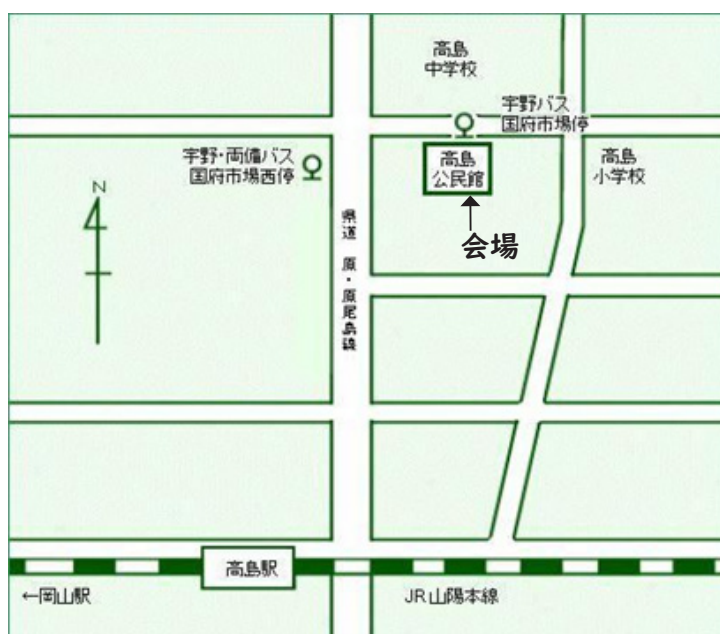 高島
中学校
宇野バス
国府市場停
宇野・両備バス
国府市場西停
高島
公民館
高島
小学校
N
会場
県道 原・原尾島線
高島駅
←岡山駅
JR山陽本線